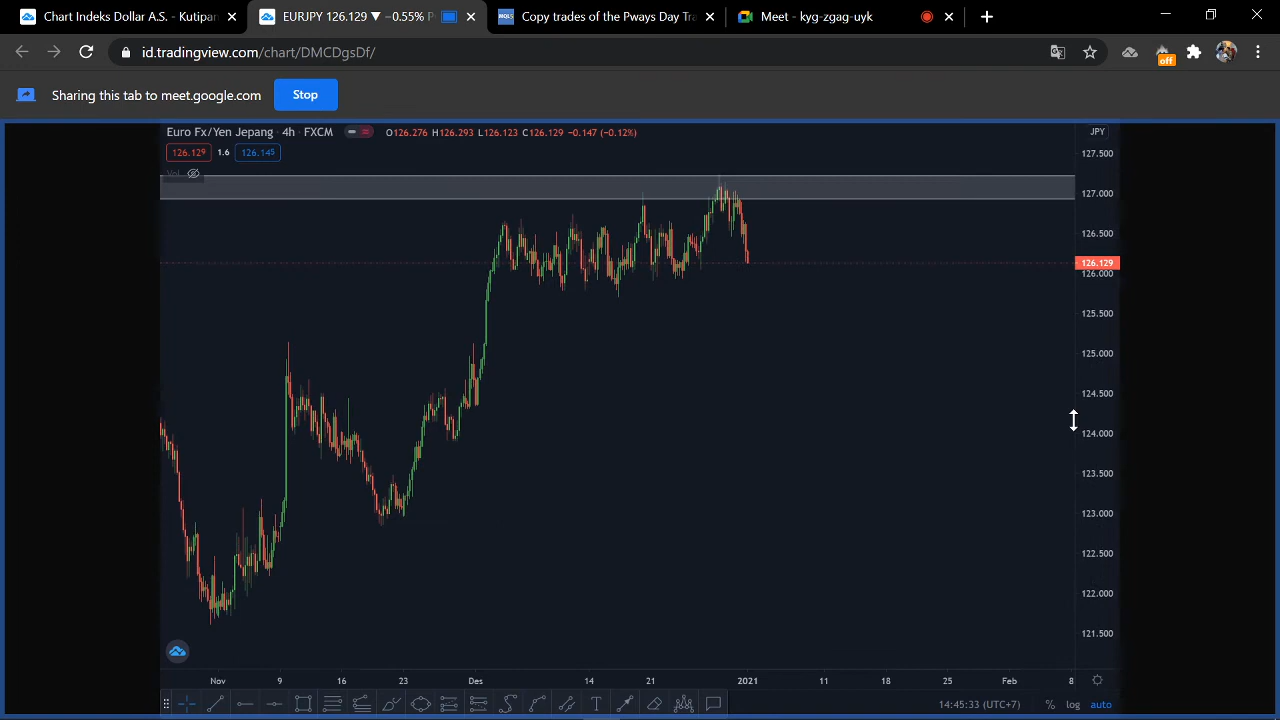 Chart Indeks Dollar A.S. - Kutipan
EURJPY 126.129 ▼ −0.55% P
MQL5
Copy trades of the Pways Day Tra
Meet - kyg-zgag-uyk
id.tradingview.com/chart/DMCDgsDf/
off
Sharing this tab to meet.google.com
Stop
Euro Fx/Yen Jepang · 4h · FXCM
O126.276 H126.293 L126.123 C126.129 −0.147 (−0.12%)
JPY
126.129
1.6
126.145
Vol
127.500
127.000
126.500
126.129
126.000
125.500
125.000
124.500
124.000
123.500
123.000
122.500
122.000
121.500
Nov 9 16 23 Des 14 21 2021 11 18 25 Feb 8
14:45:33 (UTC+7) % log auto